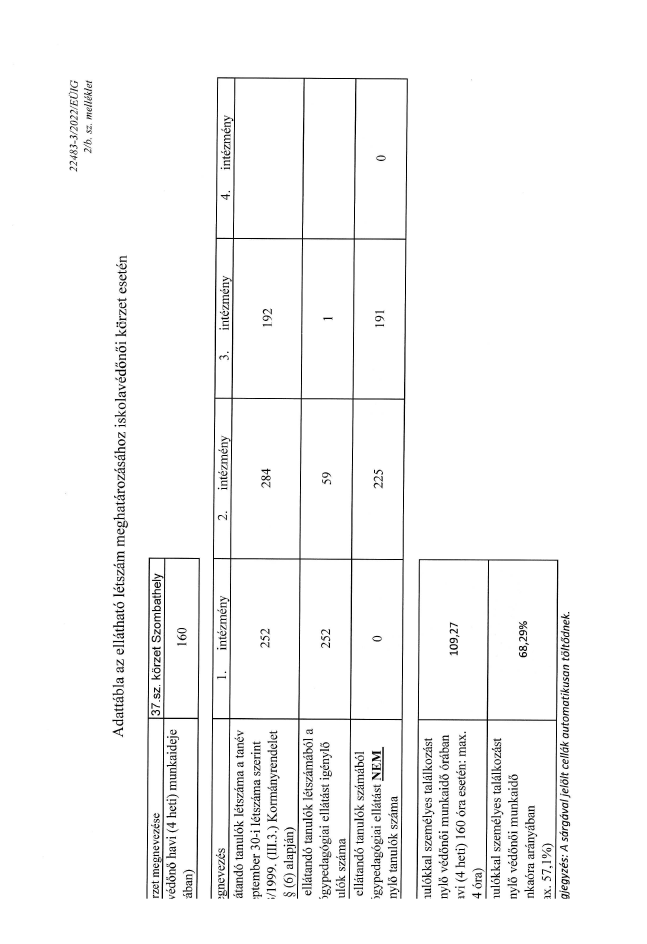 22483-3/2022/EÜIG
2/b. sz. melléklet
Adattábla az ellátható létszám meghatározásához iskolavédőnői körzet esetén
rzet megnevezése 37.sz. körzet Szombathely
védőnő havi (4 heti) munkaideje
ában) 160
gnevezés 1. intézmény 2. intézmény 3. intézmény 4. intézmény
átandó tanulók létszáma a tanév
ptember 30-i létszáma szerint
/1999. (III.3.) Kormányrendelet
§ (6) alapján) 252 284 192
ellátandó tanulók létszámából a
ógypedagógiai ellátást igénylő
ulók száma 252 59 1
ellátandó tanulók számából
ógypedagógiai ellátást NEM
nylő tanulók száma 0 225 191 0
nulókkal személyes találkozást
nylő védőnői munkaidő órában
avi (4 heti) 160 óra esetén: max.
4 óra) 109,27
nulókkal személyes találkozást
nylő védőnői munkaidő
nkaóra arányában
ax. 57,1%) 68,29%
gjegyzés: A sárgával jelölt cellák automatikusan töltődnek.